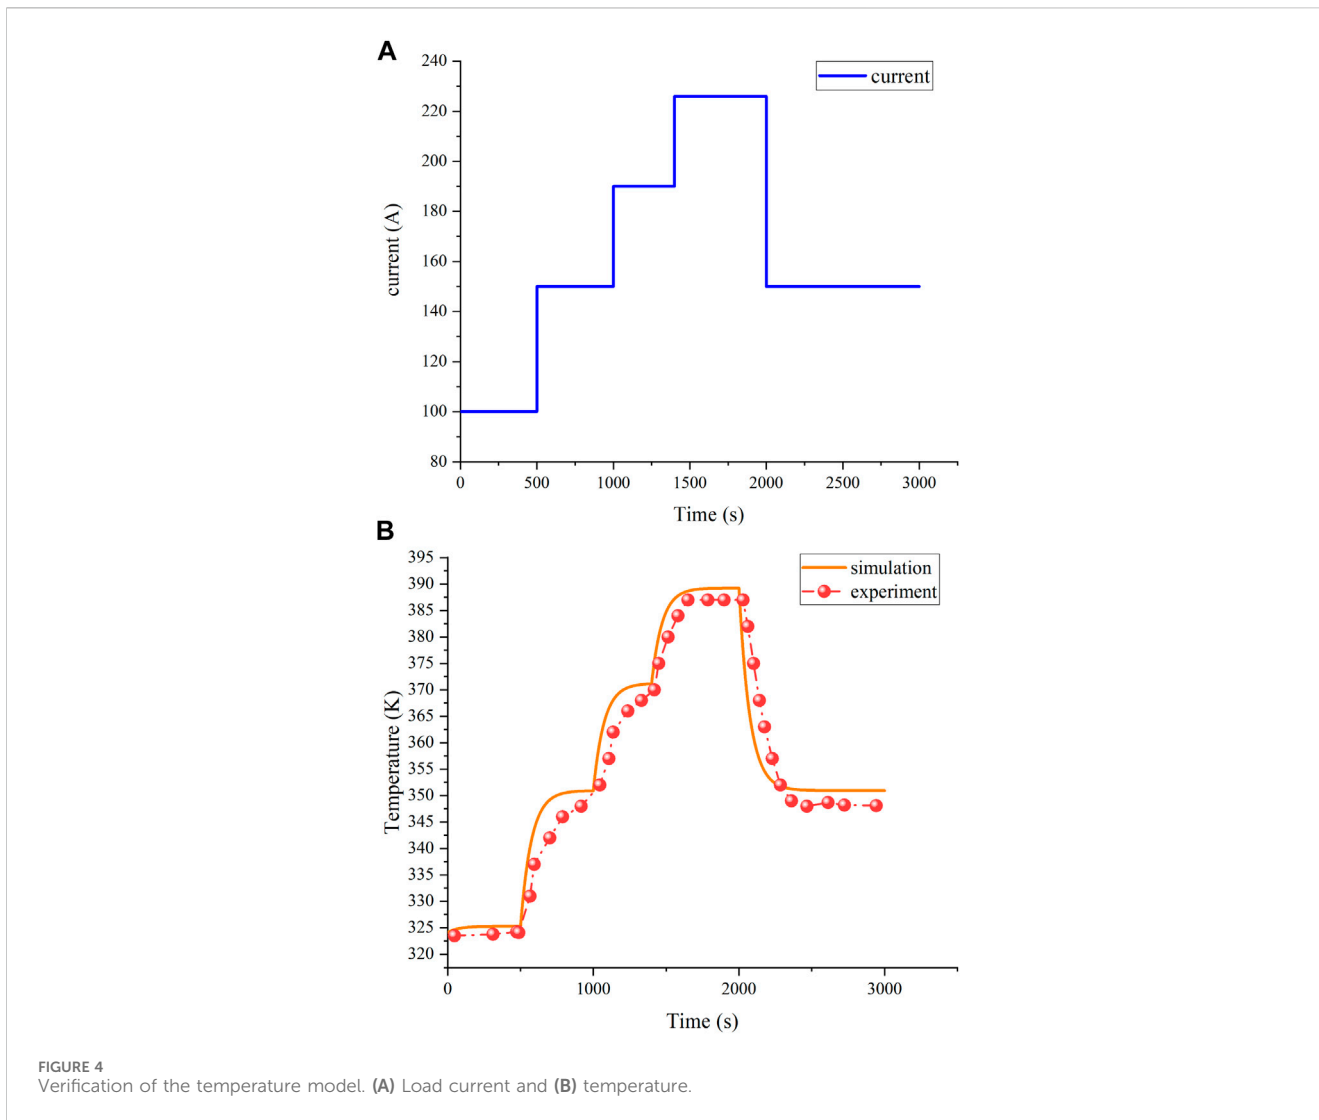 A
240
220
200
180
160
140
120
100
80
current (A)
current
0 500 1000 1500 2000 2500 3000
Time (s)
B
395
390
385
380
375
370
365
360
355
350
345
340
335
330
325
320
Temperature (K)
simulation
experiment
0 1000 2000 3000
Time (s)
FIGURE 4
Verification of the temperature model. (A) Load current and (B) temperature.